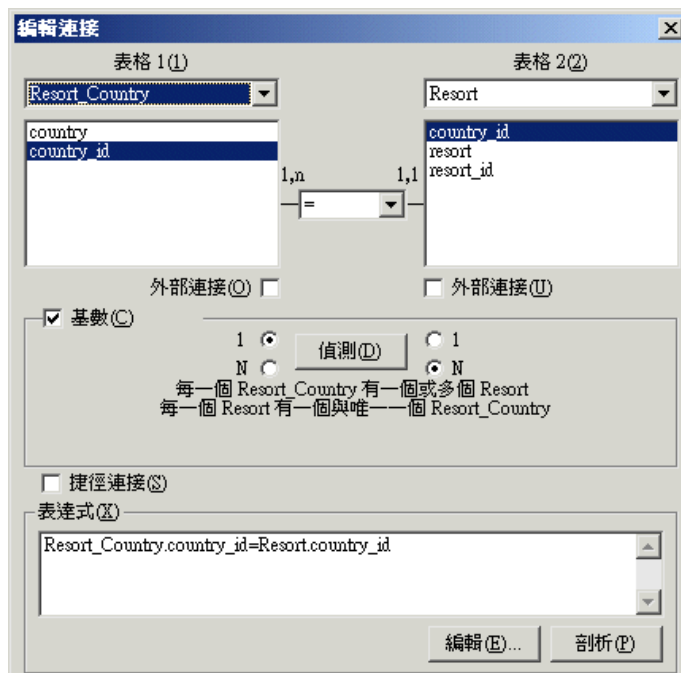 編輯連接
表格 1(1)
表格 2(2)
Resort_Country
Resort
country
country_id
country_id
resort
resort_id
1,n
1,1
=
外部連接(O)
外部連接(U)
基數(C)
1
偵測(D)
1
N
N
每一個 Resort_Country 有一個或多個 Resort
每一個 Resort 有一個與唯一一個 Resort_Country
捷徑連接(S)
表達式(X)
Resort_Country.country_id=Resort.country_id
編輯(E)...
剖析(P)